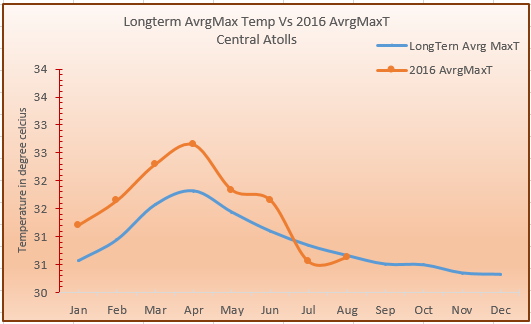 Longterm AvrgMax Temp Vs 2016 AvrgMaxT
Central Atolls
LongTern Avrg MaxT
2016 AvrgMaxT
Temperature in degree celcius
34
33
33
32
32
31
31
30
30
Jan Feb Mar Apr May Jun Jul Aug Sep Oct Nov Dec